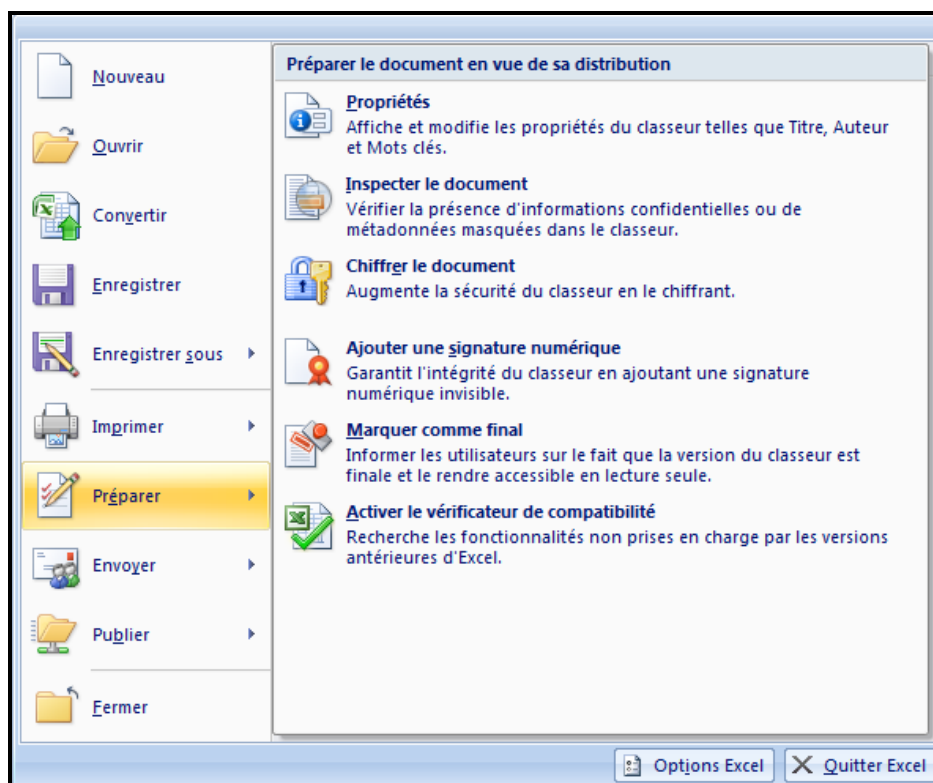 Nouveau
Ouvrir
Convertir
Enregistrer
Enregistrer sous
Imprimer
Préparer
Envoyer
Publier
Fermer
Préparer le document en vue de sa distribution
Propriétés
Affiche et modifie les propriétés du classeur telles que Titre, Auteur
et Mots clés.
Inspecter le document
Vérifier la présence d'informations confidentielles ou de
métadonnées masquées dans le classeur.
Chiffrer le document
Augmente la sécurité du classeur en le chiffrant.
Ajouter une signature numérique
Garantit l'intégrité du classeur en ajoutant une signature
numérique invisible.
Marquer comme final
Informer les utilisateurs sur le fait que la version du classeur est
finale et le rendre accessible en lecture seule.
Activer le vérificateur de compatibilité
Recherche les fonctionnalités non prises en charge par les versions
antérieures d'Excel.
Options Excel
Quitter Excel